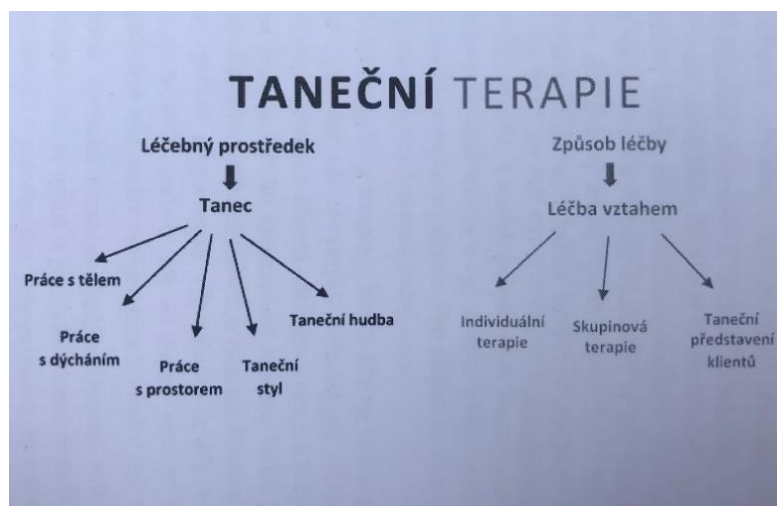 TANEČNÍ TERAPIE
Léčebný prostředek
Tanec
Práce s tělem
Práce
s dýcháním
Práce
s prostorem
Taneční
styl
Taneční hudba
Způsob léčby
Léčba vztahem
Individuální
terapie
Skupinová
terapie
Taneční
představení
klientů